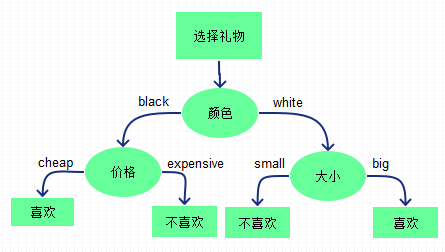 选择礼物
black
颜色
white
cheap
价格
expensive
small
大小
big
喜欢
不喜欢
不喜欢
喜欢